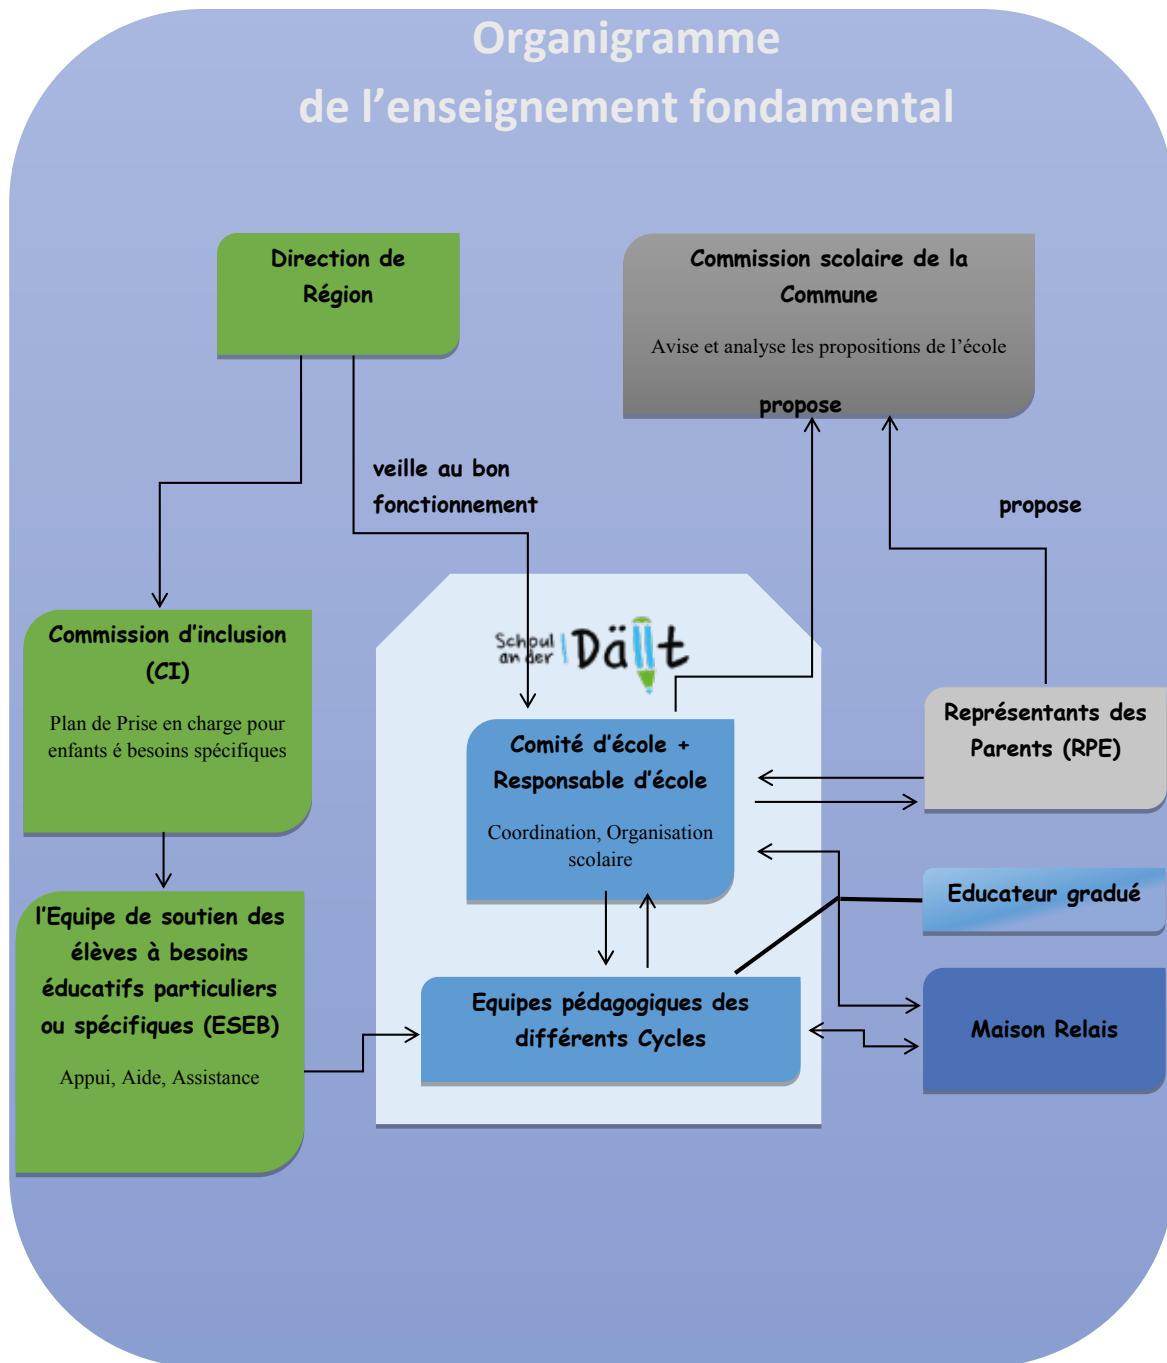 Organigramme
de l’enseignement fondamental
Direction de
Région
Commission scolaire de la
Commune
Avise et analyse les propositions de l’école
propose
veille au bon
fonctionnement
propose
Commission d’inclusion
(CI)
Plan de Prise en charge pour
enfants é besoins spécifiques
Schoul
an der
Dällt
Comité d’école +
Responsable d’école
Coordination, Organisation
scolaire
Représentants des
Parents (RPE)
Educateur gradué
l’Equipe de soutien des
élèves à besoins
éducatifs particuliers
ou spécifiques (ESEB)
Appui, Aide, Assistance
Equipes pédagogiques des
différents Cycles
Maison Relais